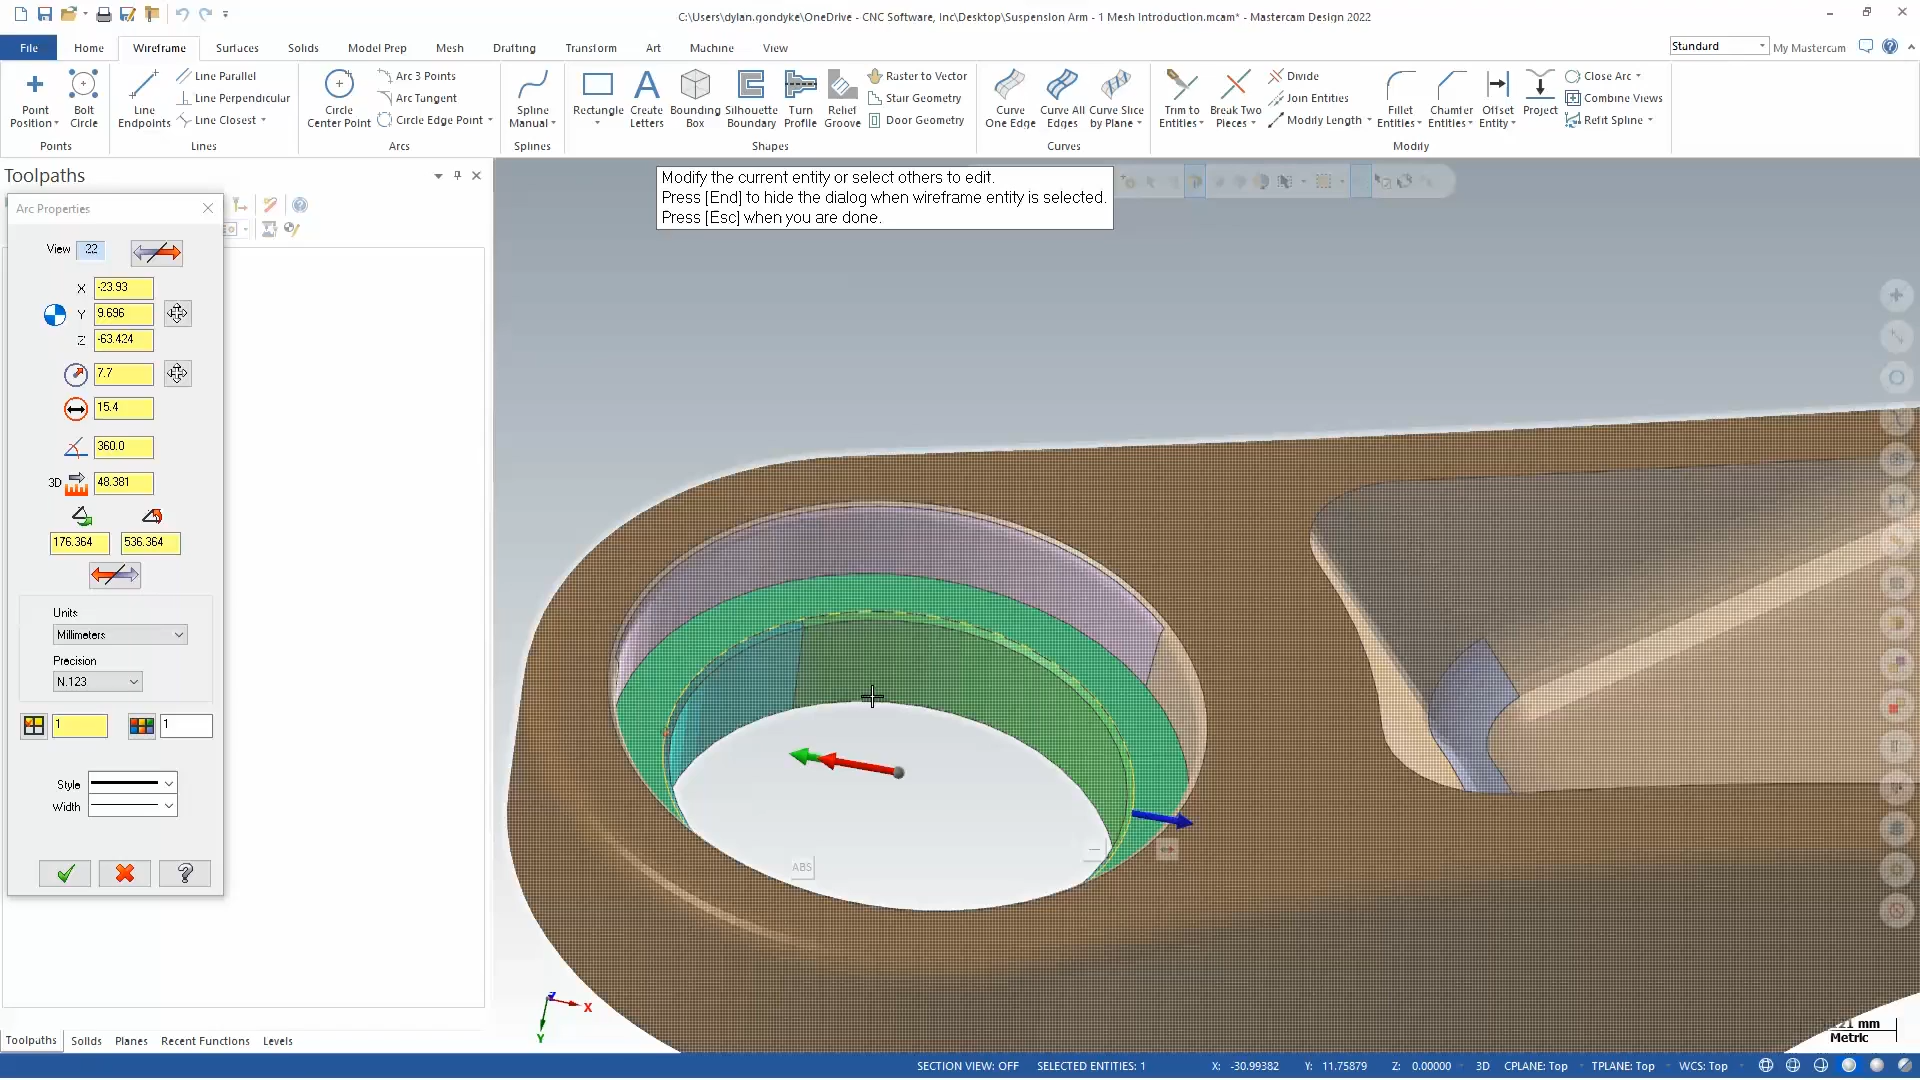 C:\Users\dylan.gondyke\OneDrive - CNC Software, Inc\Desktop\Suspension Arm - 1 Mesh Introduction.mcam* - Mastercam Design 2022
File
Home
Wireframe
Surfaces
Solids
Model Prep
Mesh
Drafting
Transform
Art
Machine
View
Standard
My Mastercam
Point Position
Bolt Circle
Points
Line Endpoints
Line Parallel
Line Perpendicular
Line Closest
Lines
Circle Center Point
Arc 3 Points
Arc Tangent
Circle Edge Point
Arcs
Spline Manual
Splines
Rectangle
Create Letters
Bounding Box
Silhouette Boundary
Turn Profile
Relief Groove
Raster to Vector
Stair Geometry
Door Geometry
Shapes
Curve One Edge
Curve All Edges
Curve Slice by Plane
Curves
Trim to Entities
Break Two Pieces
Divide
Join Entities
Modify Length
Fillet Entities
Chamfer Entities
Offset Entity
Project
Close Arc
Combine Views
Refit Spline
Modify
Toolpaths
Modify the current entity or select others to edit.
Press [End] to hide the dialog when wireframe entity is selected.
Press [Esc] when you are done.
Arc Properties
View 22
X -23.93
Y 9.696
Z -63.424
7.7
15.4
360.0
3D 48.381
176.364 536.364
Units
Millimeters
Precision
N.123
1 1
Style
Width
ABS
X
Y
mm
Metric
Toolpaths Solids Planes Recent Functions Levels
SECTION VIEW: OFF SELECTED ENTITIES: 1 X: -30.99382 Y: 11.75879 Z: 0.00000 3D CPLANE: Top TPLANE: Top WCS: Top